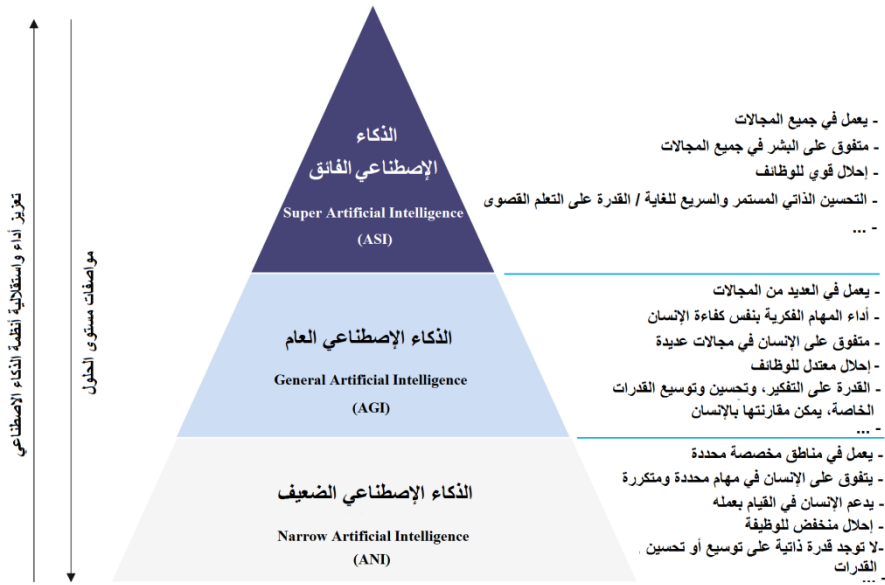 تعزيز أداء واستقلالية أنظمة الذكاء الاصطناعي
مواصفات مستوى الحلول
الذكاء
الإصطناعي الفائق
Super Artificial Intelligence
(ASI)
- يعمل في جميع المجالات
- متفوق على البشر في جميع المجالات
- إحلال قوي للوظائف
- التحسين الذاتي المستمر والسريع للغاية / القدرة على التعلم القصوى
- ...
الذكاء الإصطناعي العام
General Artificial Intelligence
(AGI)
- يعمل في العديد من المجالات
- أداء المهام الفكرية بنفس كفاءة الإنسان
- متفوق على الإنسان في مجالات عديدة
- إحلال معتدل للوظائف
- القدرة على التفكير، وتحسين وتوسيع القدرات
الخاصة، يمكن مقارنتها بالإنسان
- ...
الذكاء الإصطناعي الضعيف
Narrow Artificial Intelligence
(ANI)
- يعمل في مناطق مخصصة محددة
- يتفوق على الإنسان في مهام محددة ومتكررة
- يدعم الإنسان في القيام بعمله
- إحلال منخفض للوظيفة
-لا توجد قدرة ذاتية على توسيع أو تحسين
القدرات
- ...